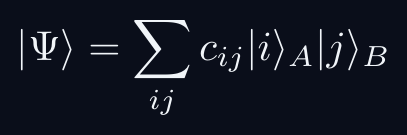 |Ψ⟩ = ∑_{ij} c_{ij}|i⟩_A|j⟩_B